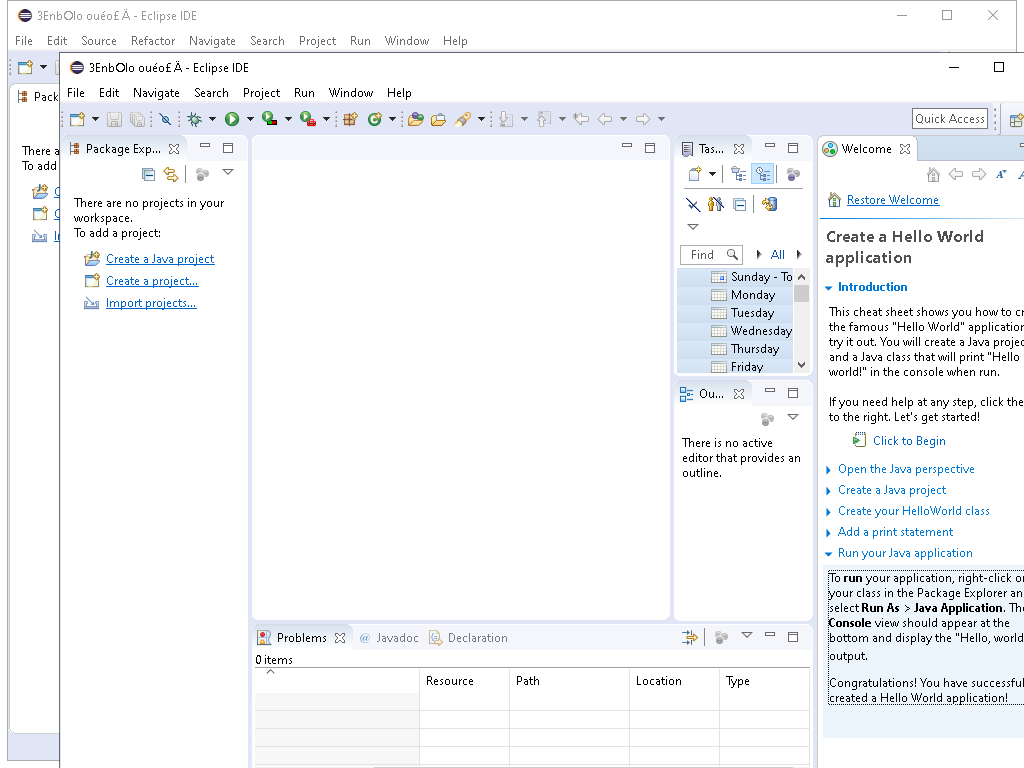 3EnbOlo ouéo£ Ä - Eclipse IDE
File Edit Source Refactor Navigate Search Project Run Window Help
3EnbOlo ouéo£ Ä - Eclipse IDE
File Edit Navigate Search Project Run Window Help
Quick Access
Pack
There a
To add
Package Exp...
There are no projects in your
workspace.
To add a project:
Create a Java project
Create a project...
Import projects...
Tas...
Find
All
Sunday - To
Monday
Tuesday
Wednesday
Thursday
Friday
Ou...
There is no active
editor that provides an
outline.
Welcome
Restore Welcome
Create a Hello World
application
Introduction
This cheat sheet shows you how to cr
the famous "Hello World" application
try it out. You will create a Java projec
and a Java class that will print "Hello
world!" in the console when run.
If you need help at any step, click the
to the right. Let's get started!
Click to Begin
Open the Java perspective
Create a Java project
Create your HelloWorld class
Add a print statement
Run your Java application
To run your application, right-click on
your class in the Package Explorer an
select Run As > Java Application. The
Console view should appear at the
bottom and display the "Hello, world
output.
Congratulations! You have successful
created a Hello World application!
Problems
Javadoc
Declaration
0 items
Resource Path Location Type